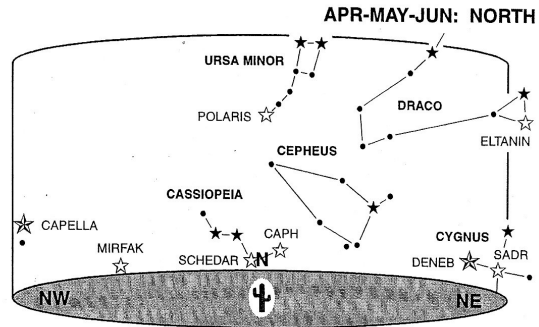 APR-MAY-JUN: NORTH
URSA MINOR
DRACO
POLARIS
ELTANIN
CEPHEUS
CASSIOPEIA
CAPELLA
CAPH
CYGNUS
MIRFAK
SCHEDAR
N
DENEB
SADR
NW
NE